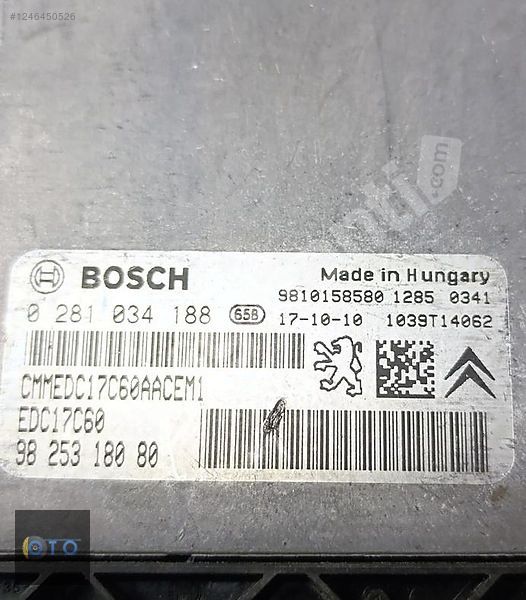 #1246450526
BOSCH
Made in Hungary
9810158580 1285 0341
0 281 034 188 65B 17-10-10 1039T14062
CMMEDC17C60AACEM1
EDC17C60
98 253 180 80
OTO